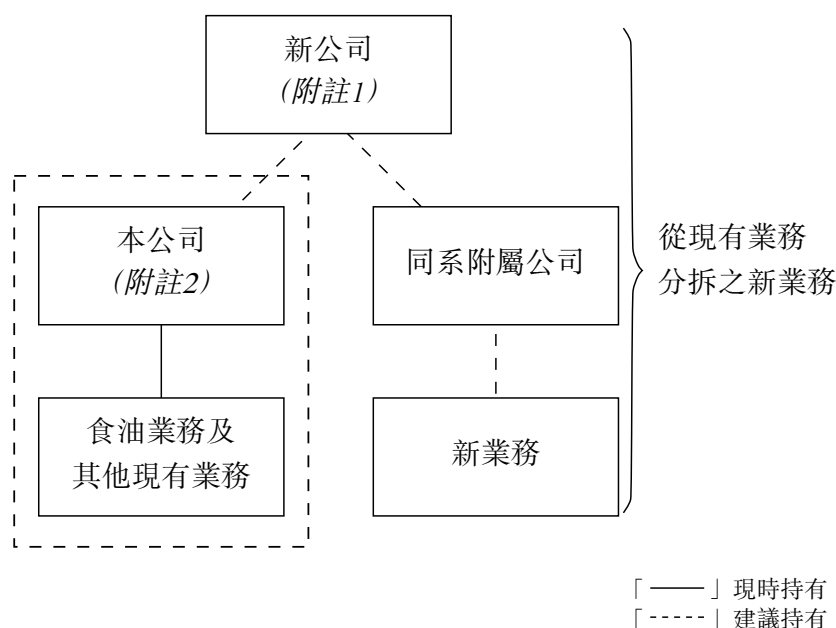 新公司
(附註1)
本公司
(附註2)
同系附屬公司
從現有業務
分拆之新業務
食油業務及
其他現有業務
新業務
「——」現時持有
「-----」建議持有